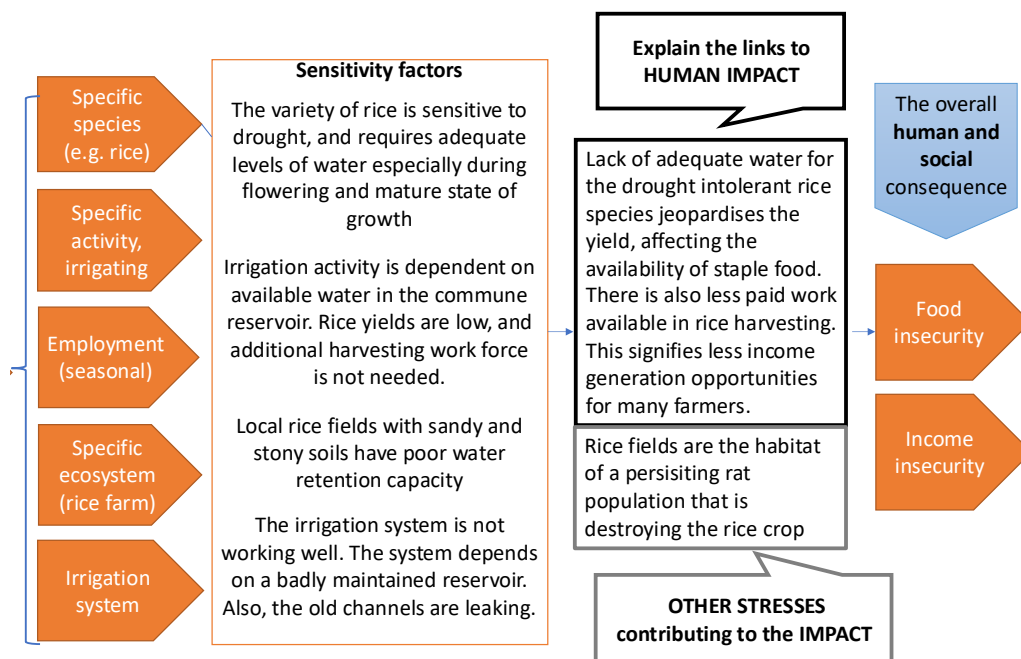 Specific
species
(e.g. rice)
Specific
activity,
irrigating
Employment
(seasonal)
Specific
ecosystem
(rice farm)
Irrigation
system
Sensitivity factors
The variety of rice is sensitive to
drought, and requires adequate
levels of water especially during
flowering and mature state of
growth
Irrigation activity is dependent on
available water in the commune
reservoir. Rice yields are low, and
additional harvesting work force
is not needed.
Local rice fields with sandy and
stony soils have poor water
retention capacity
The irrigation system is not
working well. The system depends
on a badly maintained reservoir.
Also, the old channels are leaking.
Explain the links to
HUMAN IMPACT
Lack of adequate water for
the drought intolerant rice
species jeopardises the
yield, affecting the
availability of staple food.
There is also less paid work
available in rice harvesting.
This signifies less income
generation opportunities
for many farmers.
Rice fields are the habitat
of a persisiting rat
population that is
destroying the rice crop
OTHER STRESSES
contributing to the IMPACT
The overall
human and
social
consequence
Food
insecurity
Income
insecurity